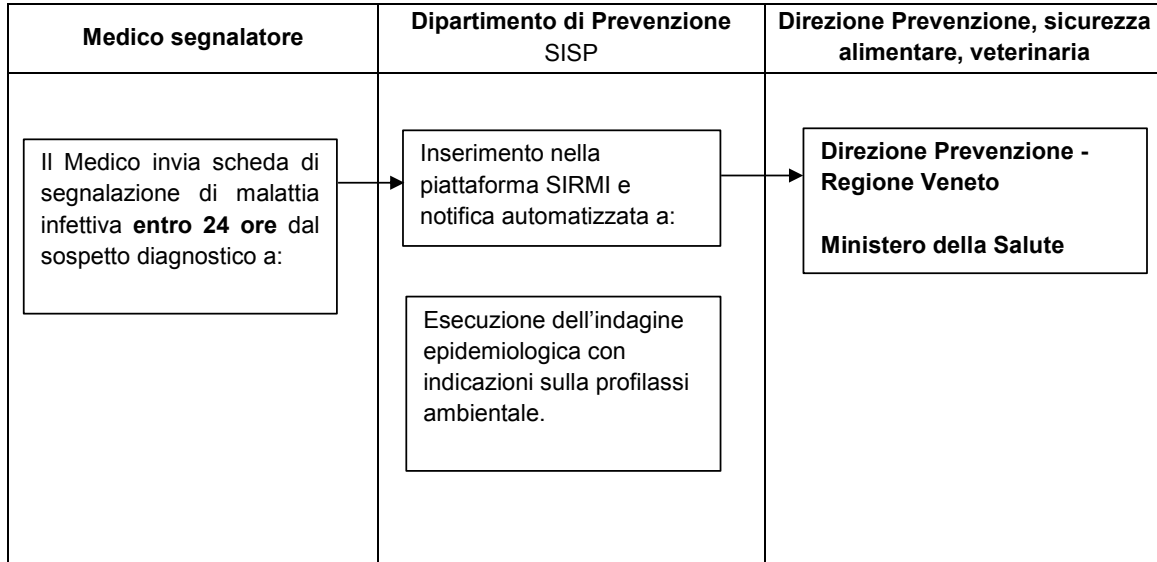 Medico segnalatore
Dipartimento di Prevenzione
SISP
Direzione Prevenzione, sicurezza
alimentare, veterinaria
Il Medico invia scheda di
segnalazione di malattia
infettiva entro 24 ore dal
sospetto diagnostico a:
Inserimento nella
piattaforma SIRMI e
notifica automatizzata a:
Direzione Prevenzione -
Regione Veneto
Ministero della Salute
Esecuzione dell’indagine
epidemiologica con
indicazioni sulla profilassi
ambientale.